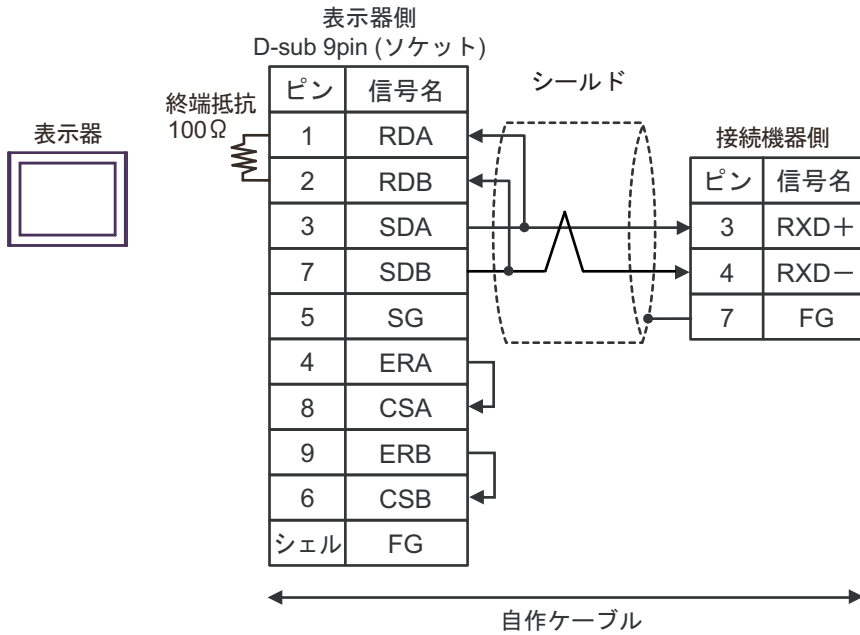 表示器側
D-sub 9pin (ソケット)
シールド
終端抵抗
100Ω
表示器
接続機器側
ピン 信号名
1 RDA
2 RDB
3 SDA
7 SDB
5 SG
4 ERA
8 CSA
9 ERB
6 CSB
シェル FG
ピン 信号名
3 RXD＋
4 RXD－
7 FG
自作ケーブル